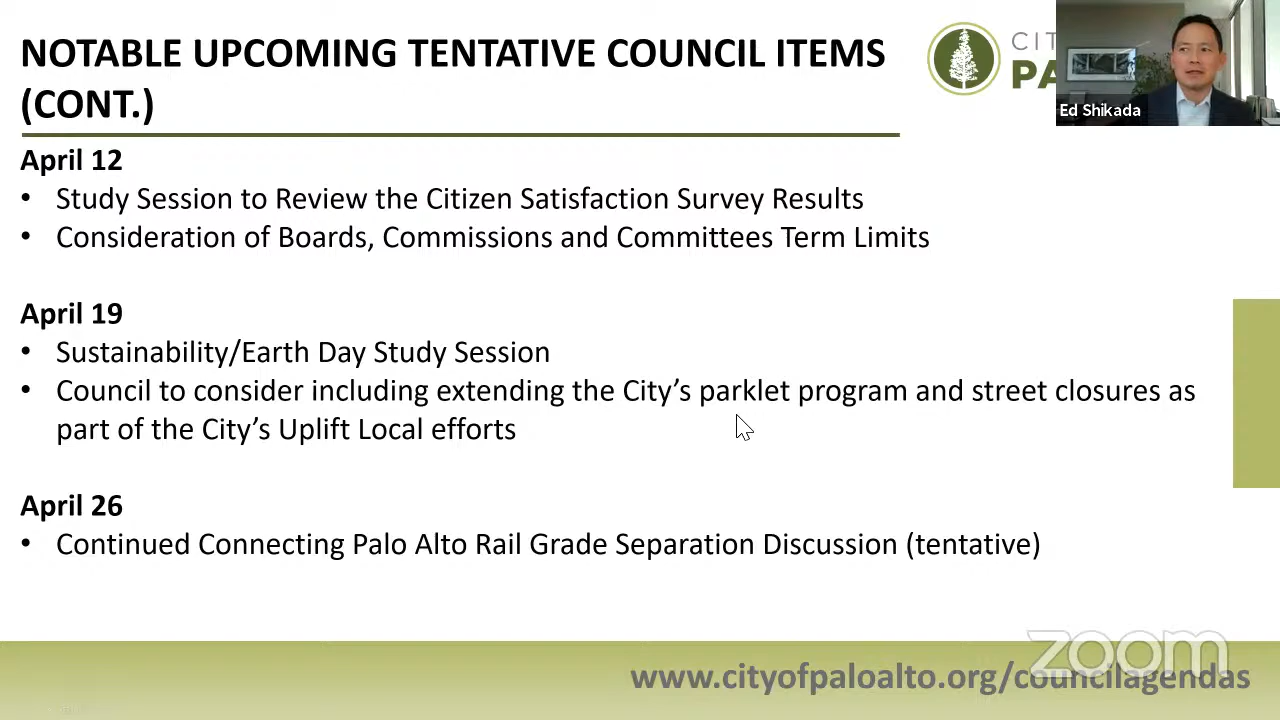 NOTABLE UPCOMING TENTATIVE COUNCIL ITEMS
(CONT.)
CIT
PA
Ed Shikada
April 12
• Study Session to Review the Citizen Satisfaction Survey Results
• Consideration of Boards, Commissions and Committees Term Limits
April 19
• Sustainability/Earth Day Study Session
• Council to consider including extending the City’s parklet program and street closures as
part of the City’s Uplift Local efforts
April 26
• Continued Connecting Palo Alto Rail Grade Separation Discussion (tentative)
zoom
www.cityofpaloalto.org/councilagendas